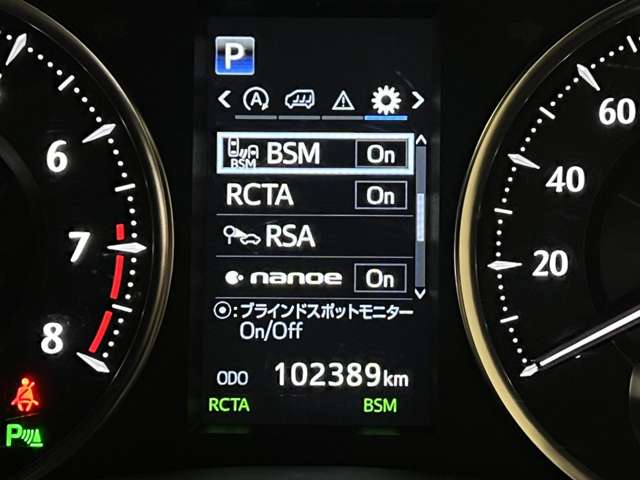 P
A
BSM
BSM On
RCTA On
RSA
nanoe On
:ブラインドスポットモニター
On/Off
ODO 102389km
RCTA BSM
6
7
8
P
60
40
20